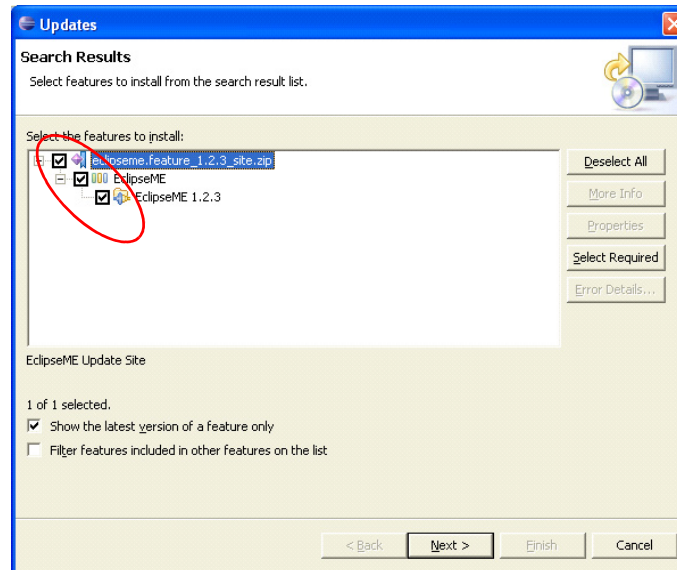 Updates
Search Results
Select features to install from the search result list.
Select the features to install:
eclipseme.feature_1.2.3_site.zip
EclipseME
EclipseME 1.2.3
Deselect All
More Info
Properties
Select Required
Error Details...
EclipseME Update Site
1 of 1 selected.
Show the latest version of a feature only
Filter features included in other features on the list
< Back
Next >
Finish
Cancel